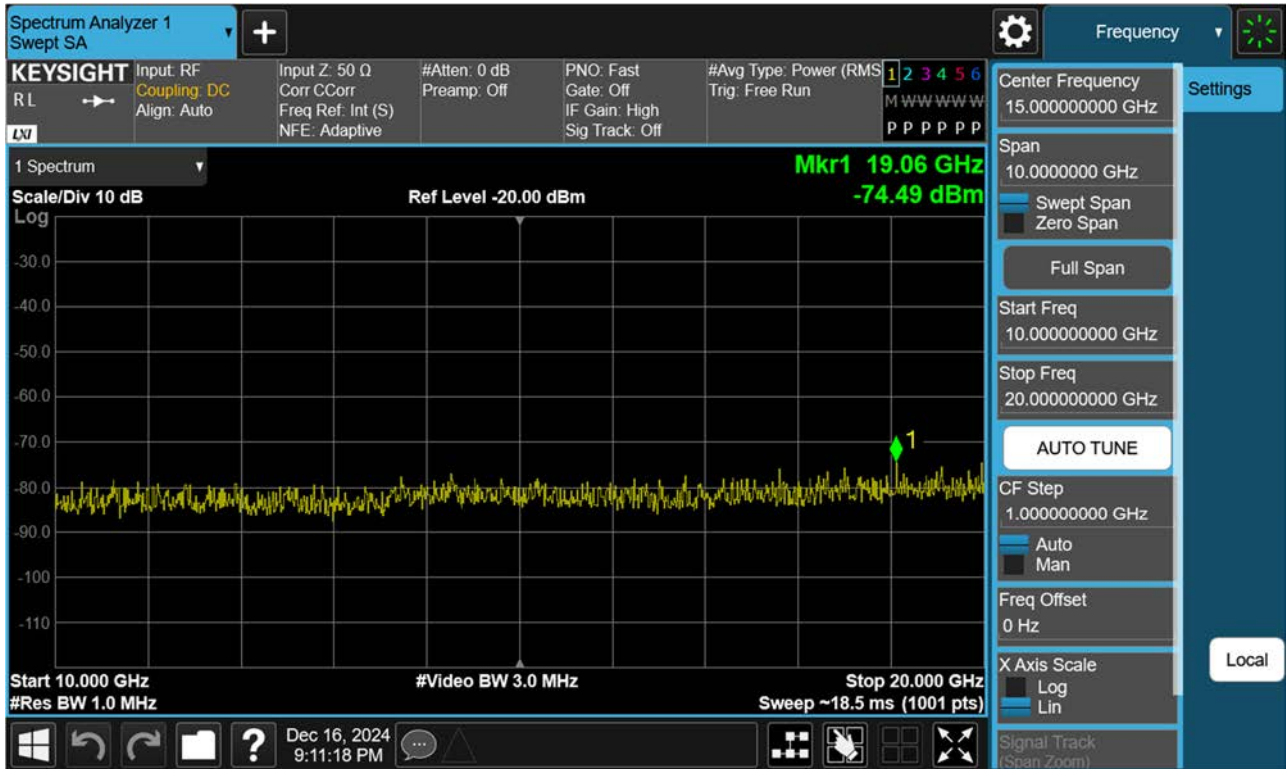 Spectrum Analyzer 1
Swept SA
Frequency
KEYSIGHT
R L
LXI
Input: RF
Coupling: DC
Align: Auto
Input Z: 50 Ω
Corr CCorr
Freq Ref: Int (S)
NFE: Adaptive
#Atten: 0 dB
Preamp: Off
PNO: Fast
Gate: Off
IF Gain: High
Sig Track: Off
#Avg Type: Power (RMS
Trig: Free Run
1 2 3 4 5 6
M W W W W W
P P P P P P
1 Spectrum
Mkr1 19.06 GHz
Scale/Div 10 dB
Ref Level -20.00 dBm
-74.49 dBm
Log
-30.0
-40.0
-50.0
-60.0
-70.0
1
-80.0
-90.0
-100
-110
Start 10.000 GHz
#Video BW 3.0 MHz
Stop 20.000 GHz
#Res BW 1.0 MHz
Sweep ~18.5 ms (1001 pts)
Dec 16, 2024
9:11:18 PM
?
Center Frequency
15.000000000 GHz
Settings
Span
10.0000000 GHz
Swept Span
Zero Span
Full Span
Start Freq
10.000000000 GHz
Stop Freq
20.000000000 GHz
AUTO TUNE
CF Step
1.000000000 GHz
Auto
Man
Freq Offset
0 Hz
X Axis Scale
Log
Lin
Local
Signal Track
(Span Zoom)